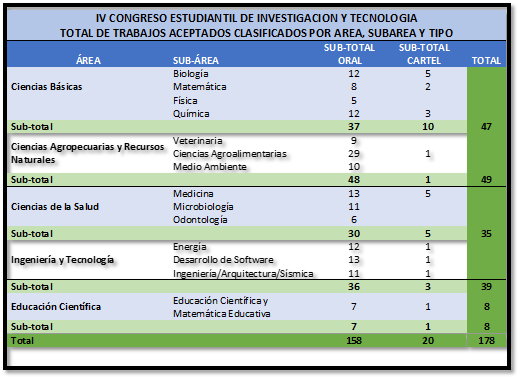 IV CONGRESO ESTUDIANTIL DE INVESTIGACION Y TECNOLOGIA
TOTAL DE TRABAJOS ACEPTADOS CLASIFICADOS POR AREA, SUBAREA Y TIPO
ÁREA SUB-ÁREA SUB-TOTAL ORAL SUB-TOTAL CARTEL TOTAL
Ciencias Básicas
Biología 12 5
Matemática 8 2
Física 5
Química 12 3
Sub-total 37 10 47
Ciencias Agropecuarias y Recursos
Naturales
Veterinaria 9
Ciencias Agroalimentarias 29 1
Medio Ambiente 10
Sub-total 48 1 49
Ciencias de la Salud
Medicina 13 5
Microbiología 11
Odontología 6
Sub-total 30 5 35
Ingeniería y Tecnología
Energía 12 1
Desarrollo de Software 13 1
Ingeniería/Arquitectura/Sísmica 11 1
Sub-total 36 3 39
Educación Científica
Educación Científica y
Matemática Educativa 7 1 8
Sub-total 7 1 8
Total 158 20 178